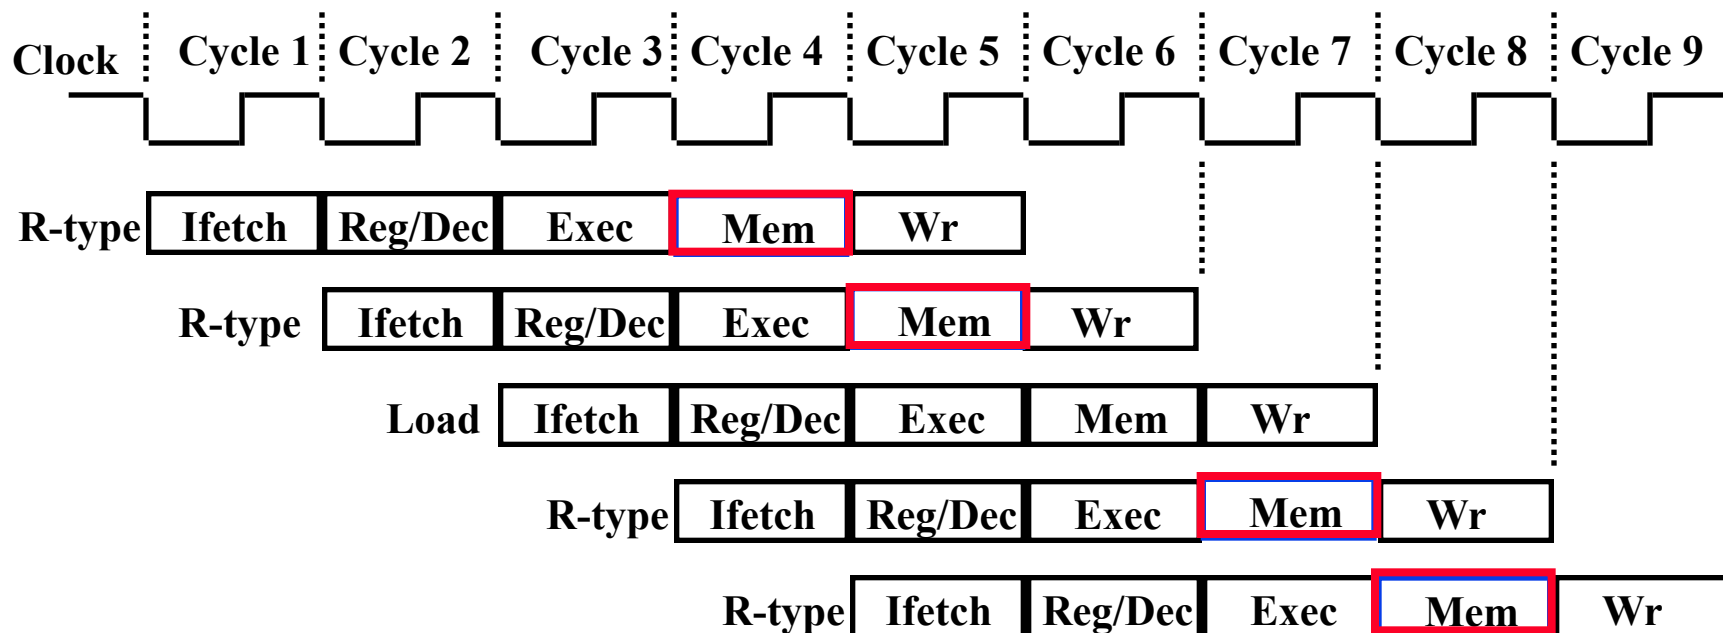 Clock Cycle 1 Cycle 2 Cycle 3 Cycle 4 Cycle 5 Cycle 6 Cycle 7 Cycle 8 Cycle 9
R-type Ifetch Reg/Dec Exec Mem Wr
R-type Ifetch Reg/Dec Exec Mem Wr
Load Ifetch Reg/Dec Exec Mem Wr
R-type Ifetch Reg/Dec Exec Mem Wr
R-type Ifetch Reg/Dec Exec Mem Wr